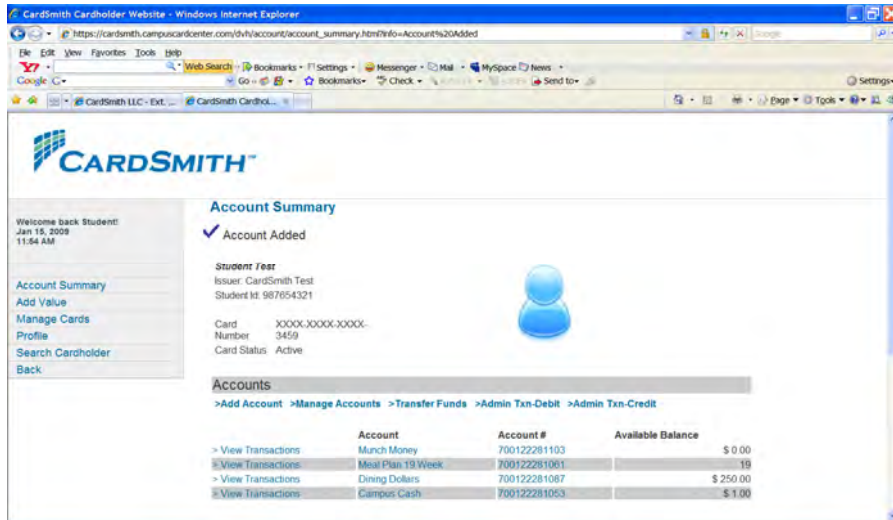 CardSmith Cardholder Website - Windows Internet Explorer
https://cardsmith.campuscardcenter.com/dvh/account/account_summary.html?info=Account%20Added
Google
File Edit View Favorites Tools Help
Y7 Web Search Bookmarks Settings Messenger Mail MySpace News
Google G Go Bookmarks Check Send to Settings
CardSmith LLC - Ext. ... CardSmith Cardhol... Page Tools
CARDSMITH™
Account Summary
Welcome back Student!
Jan 15, 2009
11:54 AM
Account Added
Student Test
Issuer: CardSmith Test
Student Id: 987654321
Account Summary
Add Value
Manage Cards
Profile
Search Cardholder
Back
Card Number XXXX-XXXX-XXXX-3459
Card Status Active
Accounts
>Add Account >Manage Accounts >Transfer Funds >Admin Txn-Debit >Admin Txn-Credit
Account Account # Available Balance
> View Transactions Munch Money 700122281103 $ 0.00
> View Transactions Meal Plan 19 Week 700122281061 19
> View Transactions Dining Dollars 700122281087 $ 250.00
> View Transactions Campus Cash 700122281053 $ 1.00